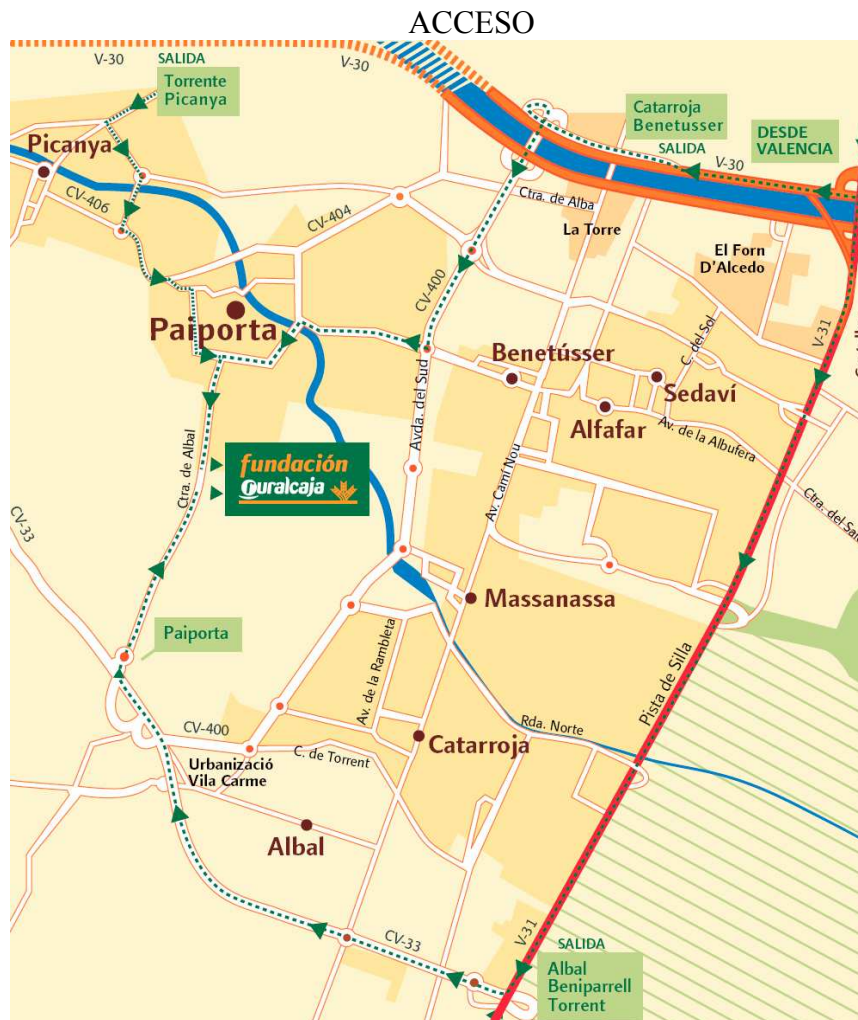 ACCESO
V-30
SALIDA
Torrente
Picanya
V-30
Catarroja
Benetusser
SALIDA
DESDE
VALENCIA
V-30
Picanya
CV-406
CV-404
Ctra. de Alba
La Torre
El Forn
D'Alcedo
CV-400
V-31
Paiporta
C. del Sol
Benetússer
Sedaví
Alfafar
Avda. del Sud
Av. de la Albufera
Ctra. de Albal
fundación
ruralcaja
Av. Camí Nou
CV-33
Massanassa
Paiporta
Av. de la Rambleta
Pista de Silla
CV-400
Rda. Norte
Catarroja
C. de Torrent
Urbanizació
Vila Carme
Albal
CV-33
V-31
SALIDA
Albal
Beniparrell
Torrent